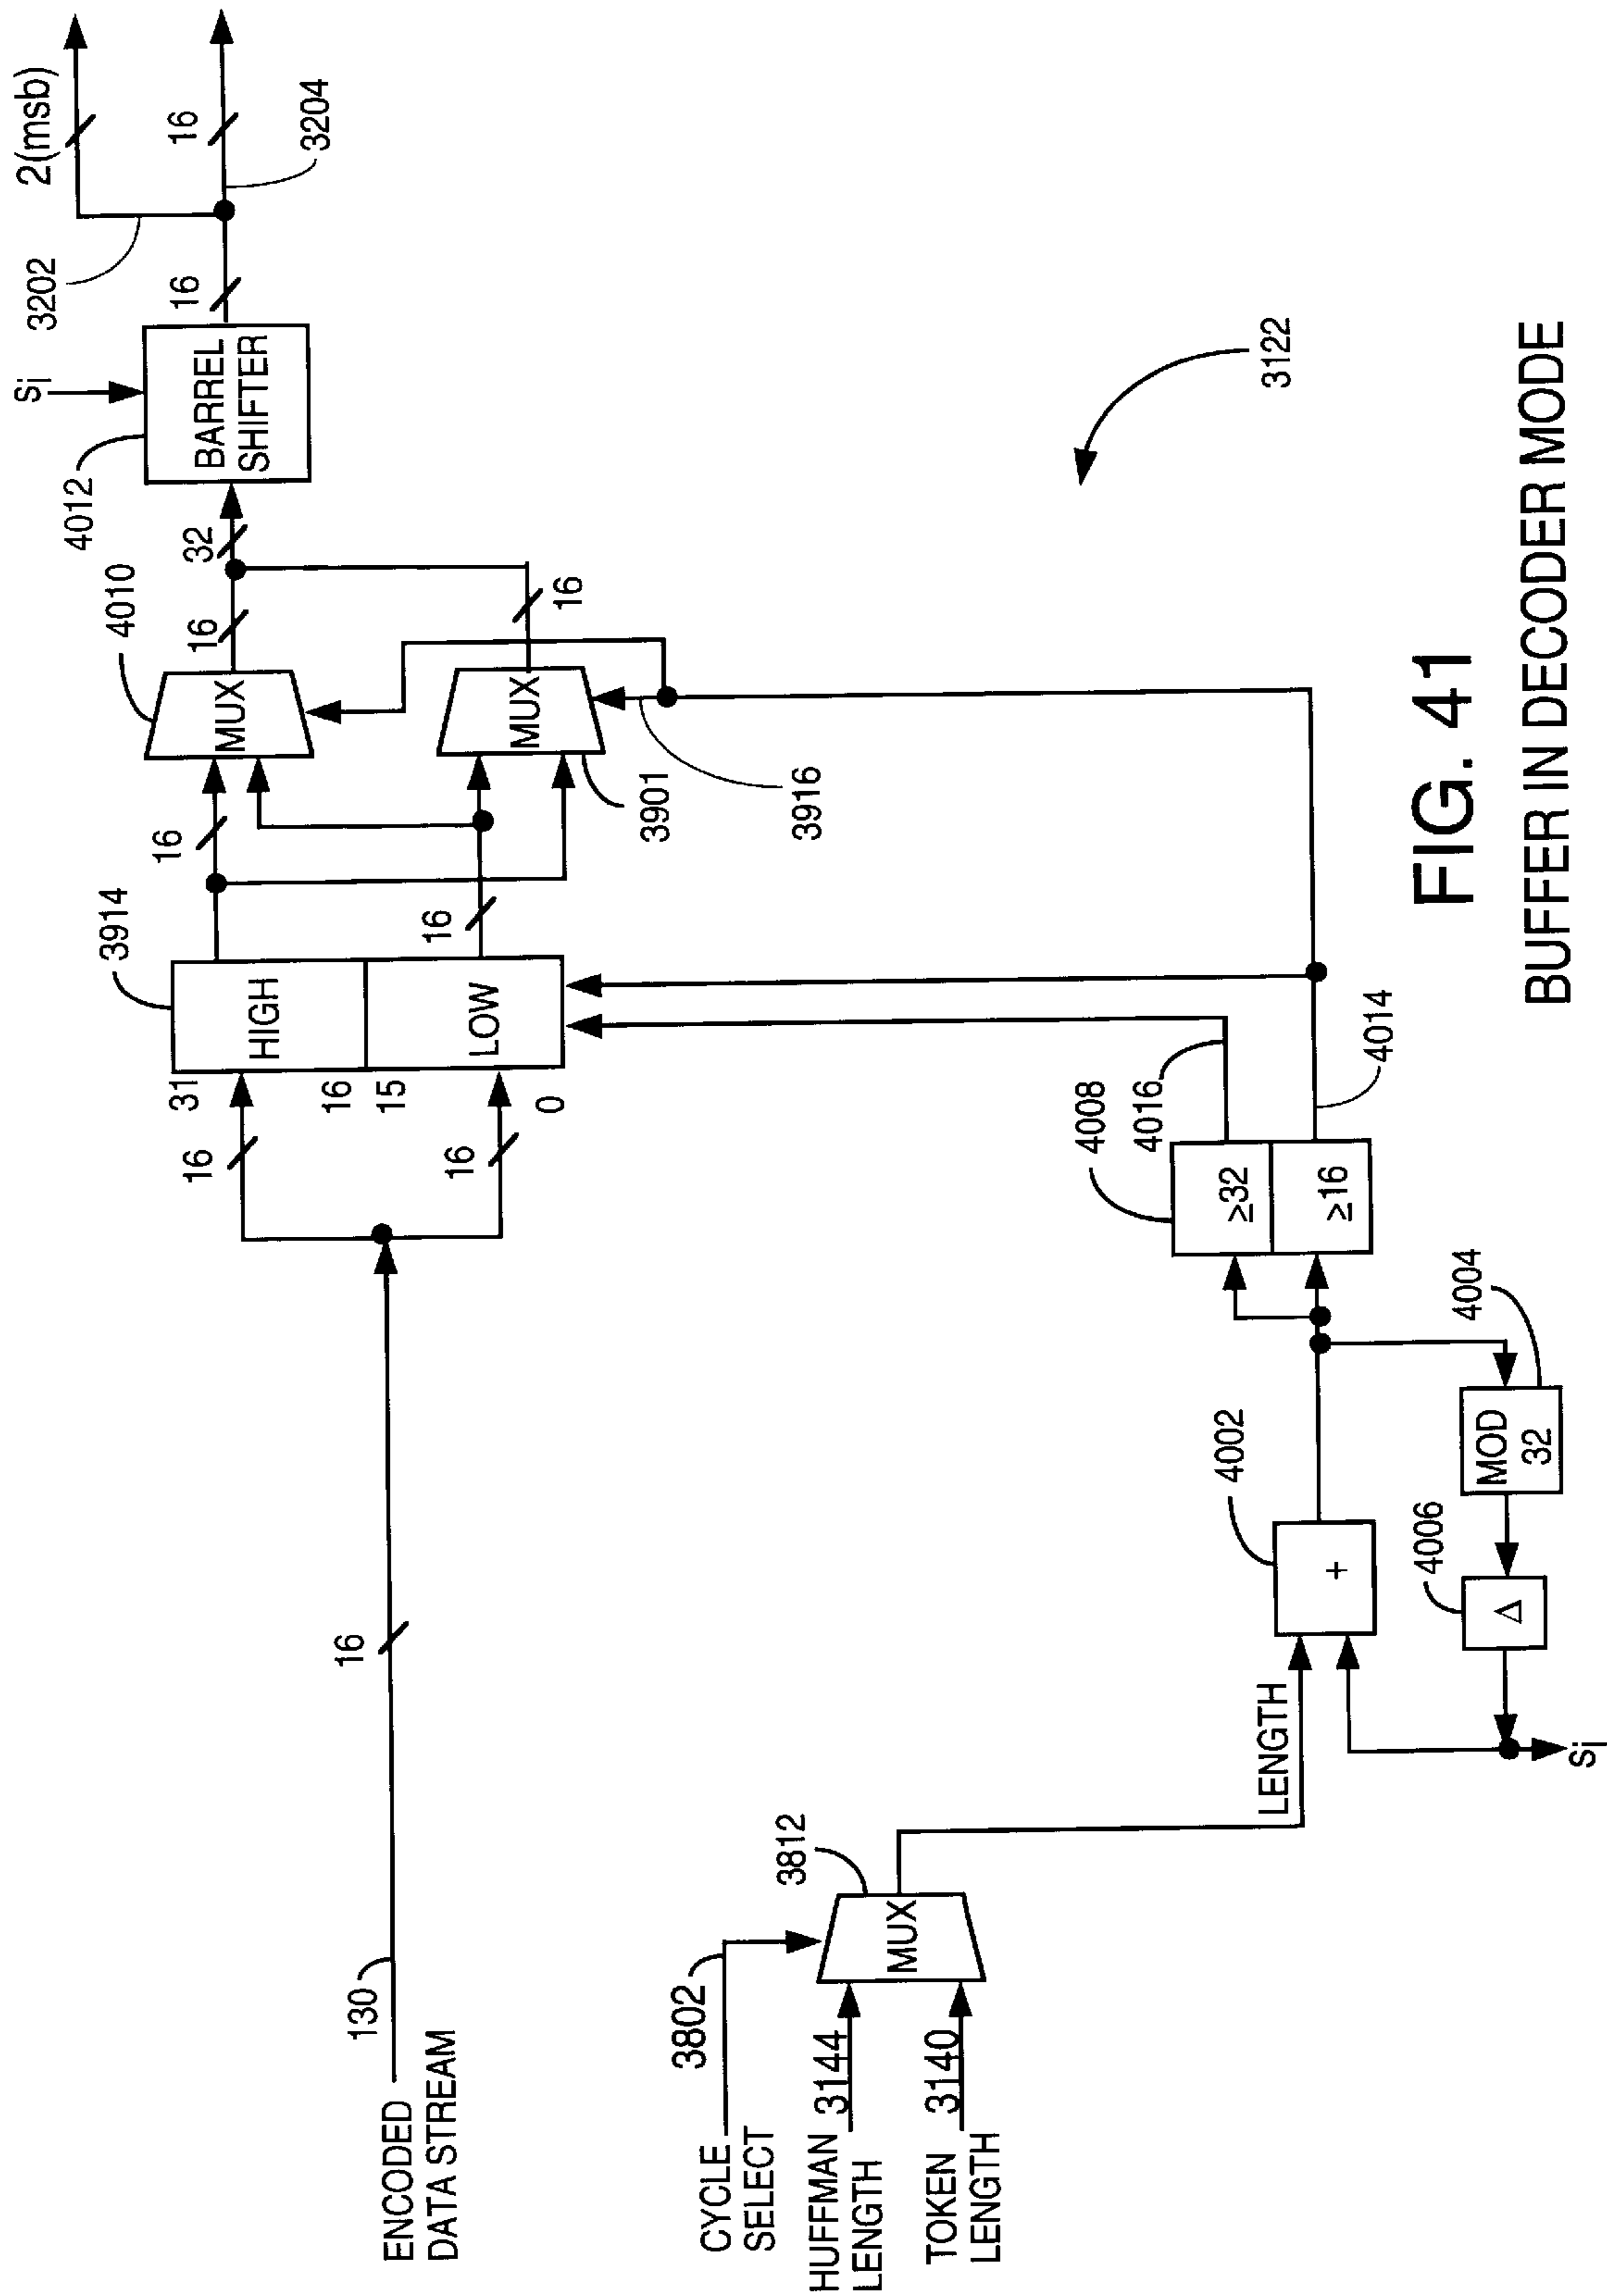 ENCODED
DATA STREAM
130
16
16
16
31
16
15
0
HIGH
LOW
3914
16
16
MUX
4010
MUX
3901
3916
16
16
32
4012
BARREL
SHIFTER
si
16
3202
2(msb)
16
3204
CYCLE
SELECT
3802
HUFFMAN
LENGTH
3144
TOKEN
LENGTH
3140
MUX
3812
LENGTH
+
4002
si
Δ
4006
MOD
32
4004
≥32
≥16
4008
4016
4014
3122
FIG. 41
BUFFER IN DECODER MODE